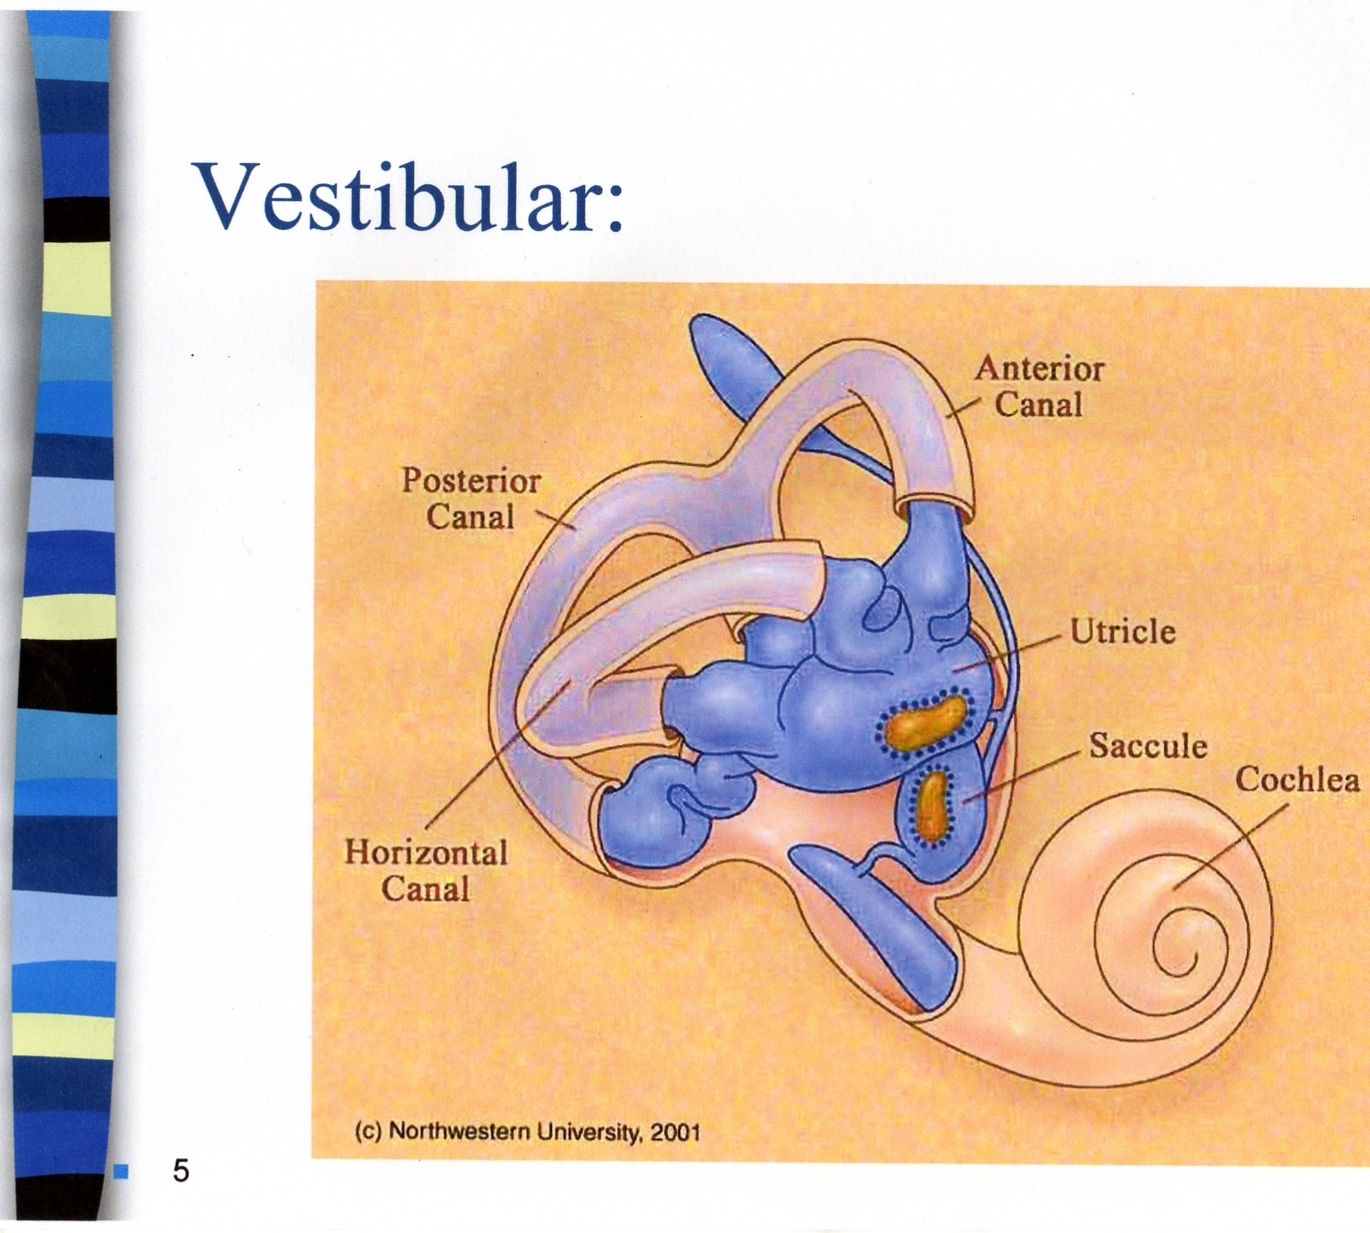 Vestibular:
Anterior
Canal
Posterior
Canal
Utricle
Saccule
Cochlea
Horizontal
Canal
(c) Northwestern University, 2001
5